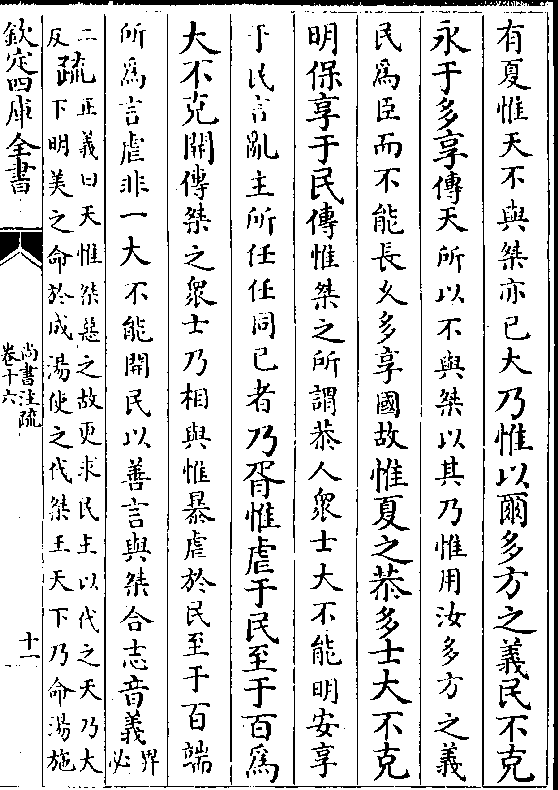 有夏惟天不與桀亦已大乃惟以爾多方之義民不克
永于多享傳天所以不與桀以其乃惟用汝多方之義
民為臣而不能長久多享國故惟夏之恭多士大不克
明保享于民傳惟桀之所謂恭人衆士大不能明安享
于民言亂主所任任同已者乃胥惟虐于民至于百為
大不克開傳桀之衆士乃相與惟暴虐於民至于百端
所為言虐非一大不能開民以善言與桀合志音義畀必
二反疏正義曰天惟桀惡之故更求民主以代之天乃大
下明美之命於成湯使之代桀王天下乃命湯施
欽定四庫全書
尚書注疏
卷十六
十一